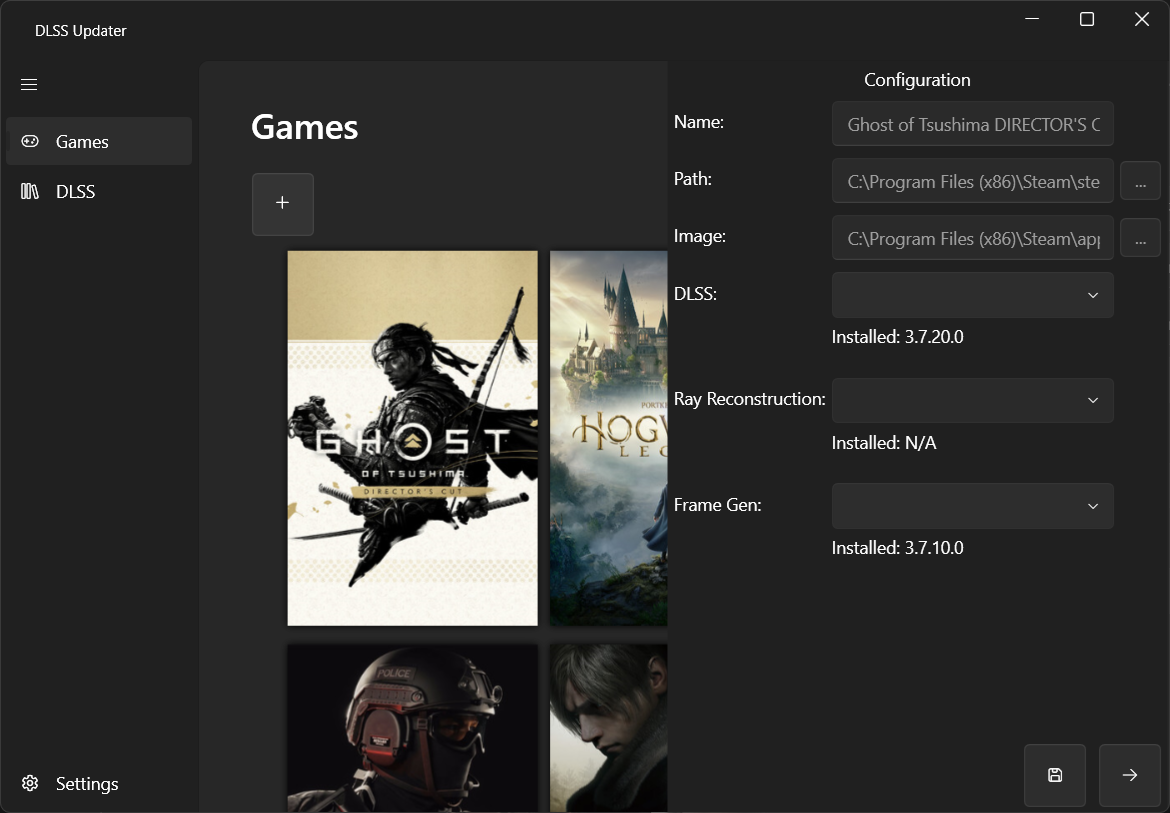 DLSS Updater
Games
DLSS
Settings
Games
+
GHOST
OF TSUSHIMA
DIRECTOR'S CUT
HOGW
LEG
POLICE
Configuration
Name:
Ghost of Tsushima DIRECTOR'S C
Path:
C:\Program Files (x86)\Steam\ste
...
Image:
C:\Program Files (x86)\Steam\app
...
DLSS:
Installed: 3.7.20.0
Ray Reconstruction:
Installed: N/A
Frame Gen:
Installed: 3.7.10.0